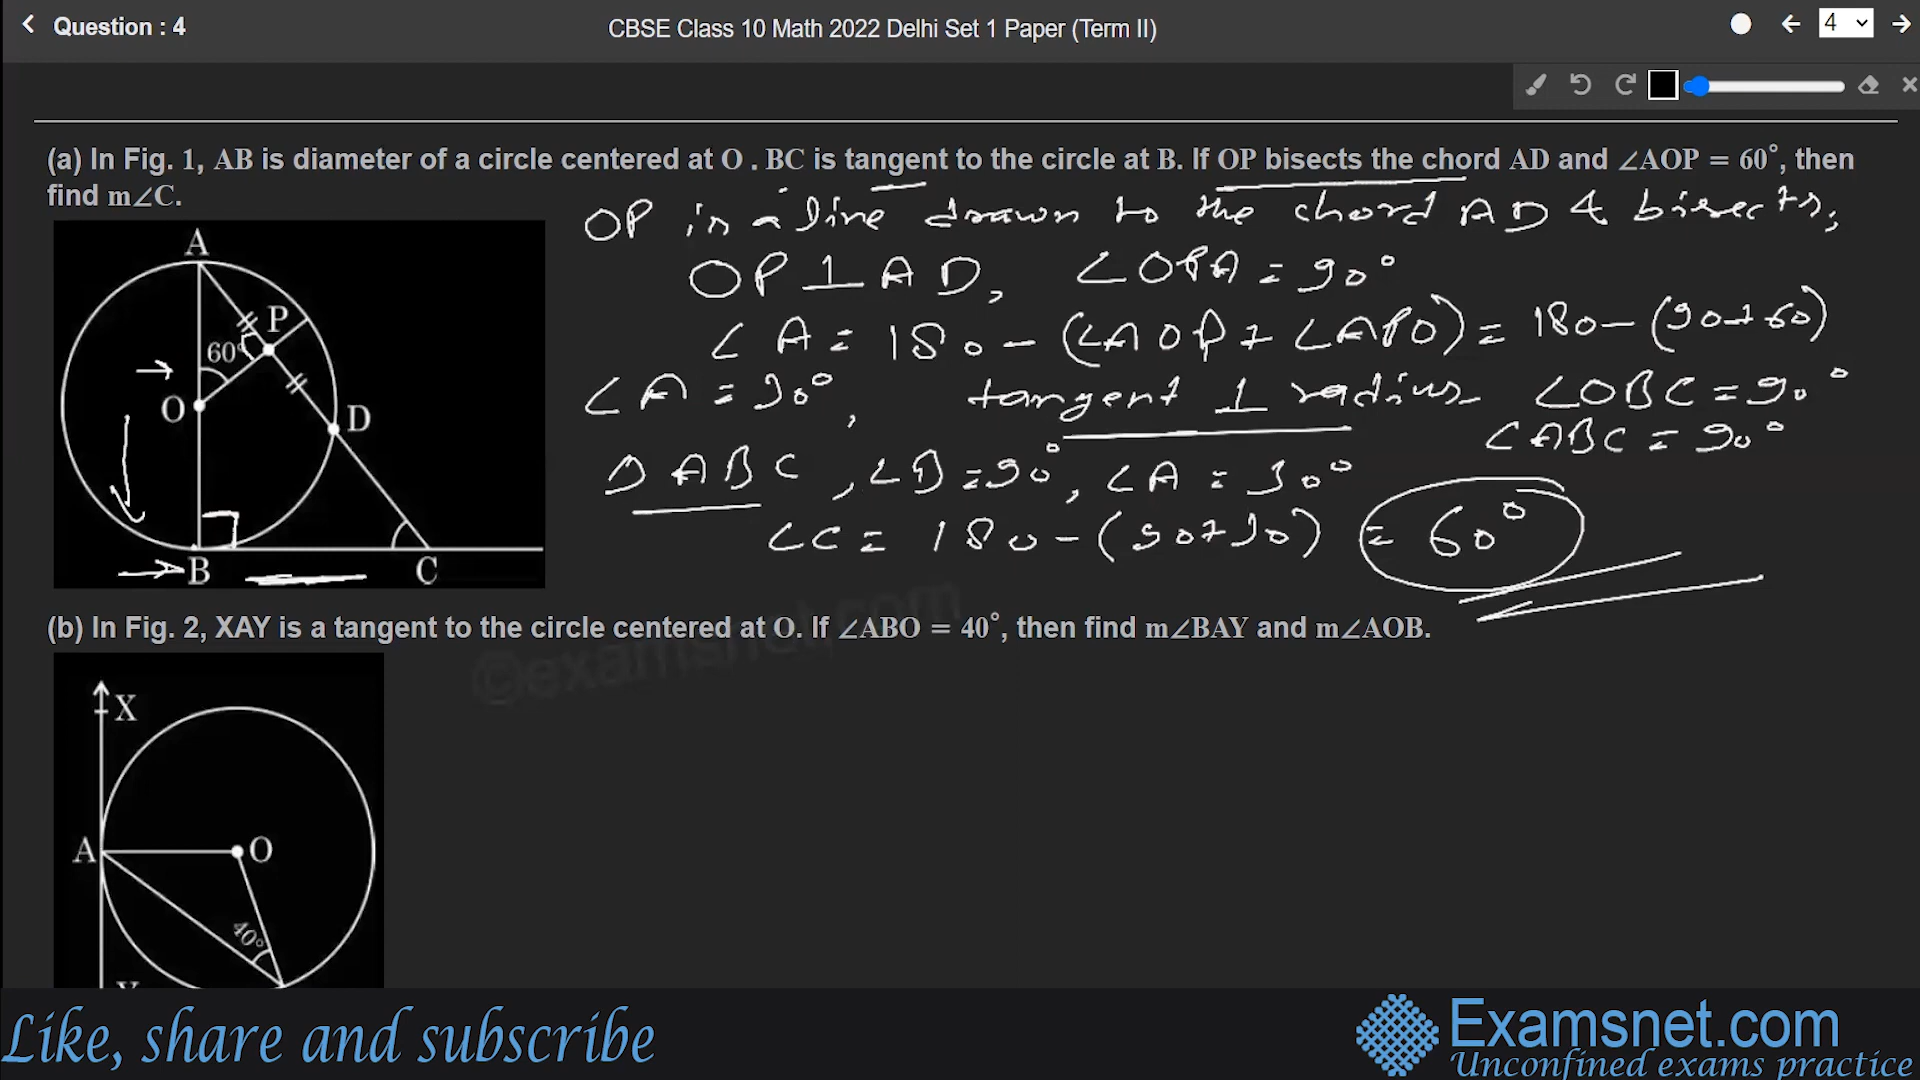 Question : 4
CBSE Class 10 Math 2022 Delhi Set 1 Paper (Term II)
4
(a) In Fig. 1, AB is diameter of a circle centered at O . BC is tangent to the circle at B. If OP bisects the chord AD and ∠AOP = 60°, then
find m∠C.
OP is a line drawn to the chord AD & bisects,
OP ⊥ AD, ∠OPA = 90°
∠A = 180 - (∠AOP + ∠APO) = 180 - (90+60)
∠A = 30°, tangent ⊥ radius ∠OBC = 90°
∠ABC = 90°
Δ ABC, ∠B = 90°, ∠A = 30°
∠C = 180 - (90+30) = 60°
A
P
60°
O
D
B
C
(b) In Fig. 2, XAY is a tangent to the circle centered at O. If ∠ABO = 40°, then find m∠BAY and m∠AOB.
©examsnet.com
X
A
O
40°
Like, share and subscribe
Examsnet.com
Unconfined exams practice